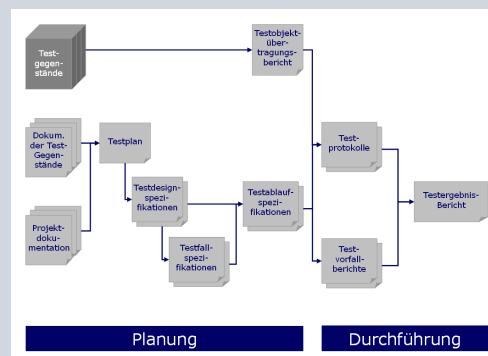 Test-
gegen-
stände
Testobjekt-
über-
tragungs-
bericht
Dokum.
der Test-
Gegen-
stände
Testplan
Test-
protokolle
Testdesign-
spezi-
fikationen
Testablauf-
spezi-
fikationen
Testergebnis-
Bericht
Projekt-
doku-
mentation
Testfall-
spezi-
fikationen
Test-
vorfall-
berichte
Planung
Durchführung